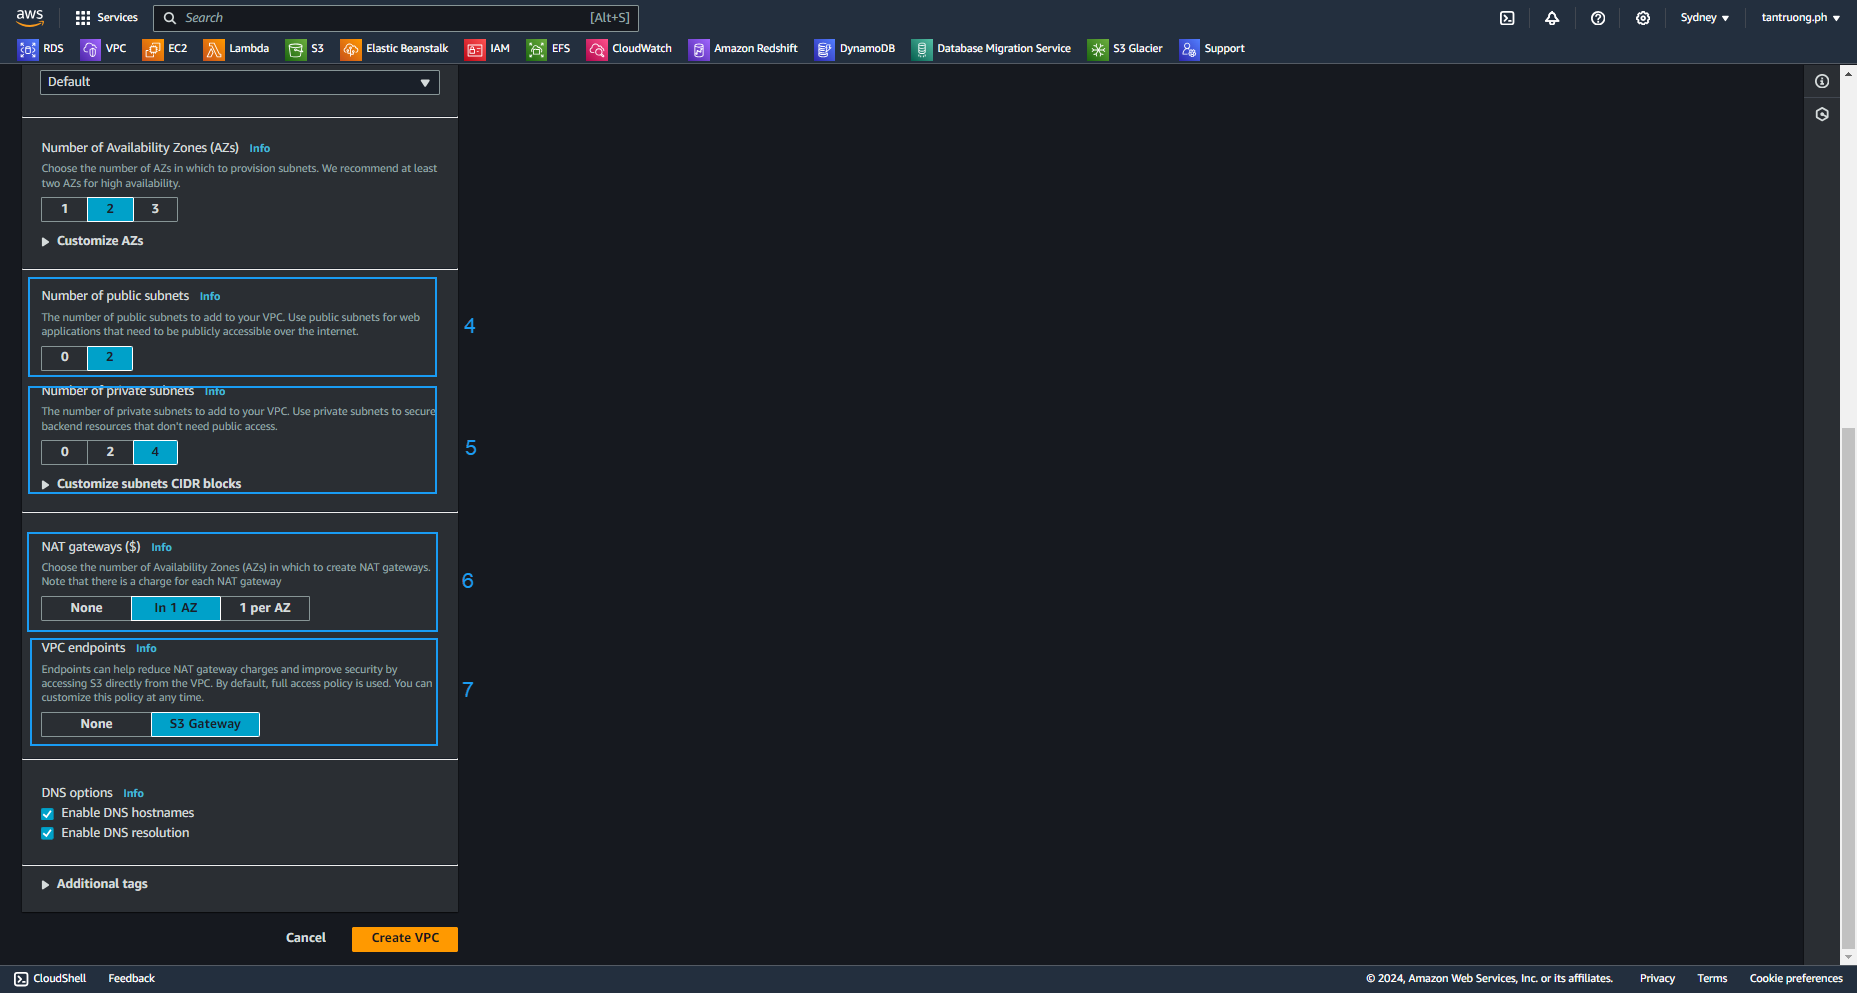 aws
Services
Search
[Alt+S]
Sydney ▼
tantruong.ph ▼
RDS
VPC
EC2
Lambda
S3
Elastic Beanstalk
IAM
EFS
CloudWatch
Amazon Redshift
DynamoDB
Database Migration Service
S3 Glacier
Support
Default
Number of Availability Zones (AZs) Info
Choose the number of AZs in which to provision subnets. We recommend at least
two AZs for high availability.
1 2 3
Customize AZs
Number of public subnets Info
The number of public subnets to add to your VPC. Use public subnets for web
applications that need to be publicly accessible over the internet.
0 2
4
Number of private subnets Info
The number of private subnets to add to your VPC. Use private subnets to secure
backend resources that don't need public access.
0 2 4
Customize subnets CIDR blocks
5
NAT gateways ($) Info
Choose the number of Availability Zones (AZs) in which to create NAT gateways.
Note that there is a charge for each NAT gateway
None In 1 AZ 1 per AZ
6
VPC endpoints Info
Endpoints can help reduce NAT gateway charges and improve security by
accessing S3 directly from the VPC. By default, full access policy is used. You can
customize this policy at any time.
None S3 Gateway
7
DNS options Info
Enable DNS hostnames
Enable DNS resolution
Additional tags
Cancel Create VPC
CloudShell Feedback
© 2024, Amazon Web Services, Inc. or its affiliates. Privacy Terms Cookie preferences